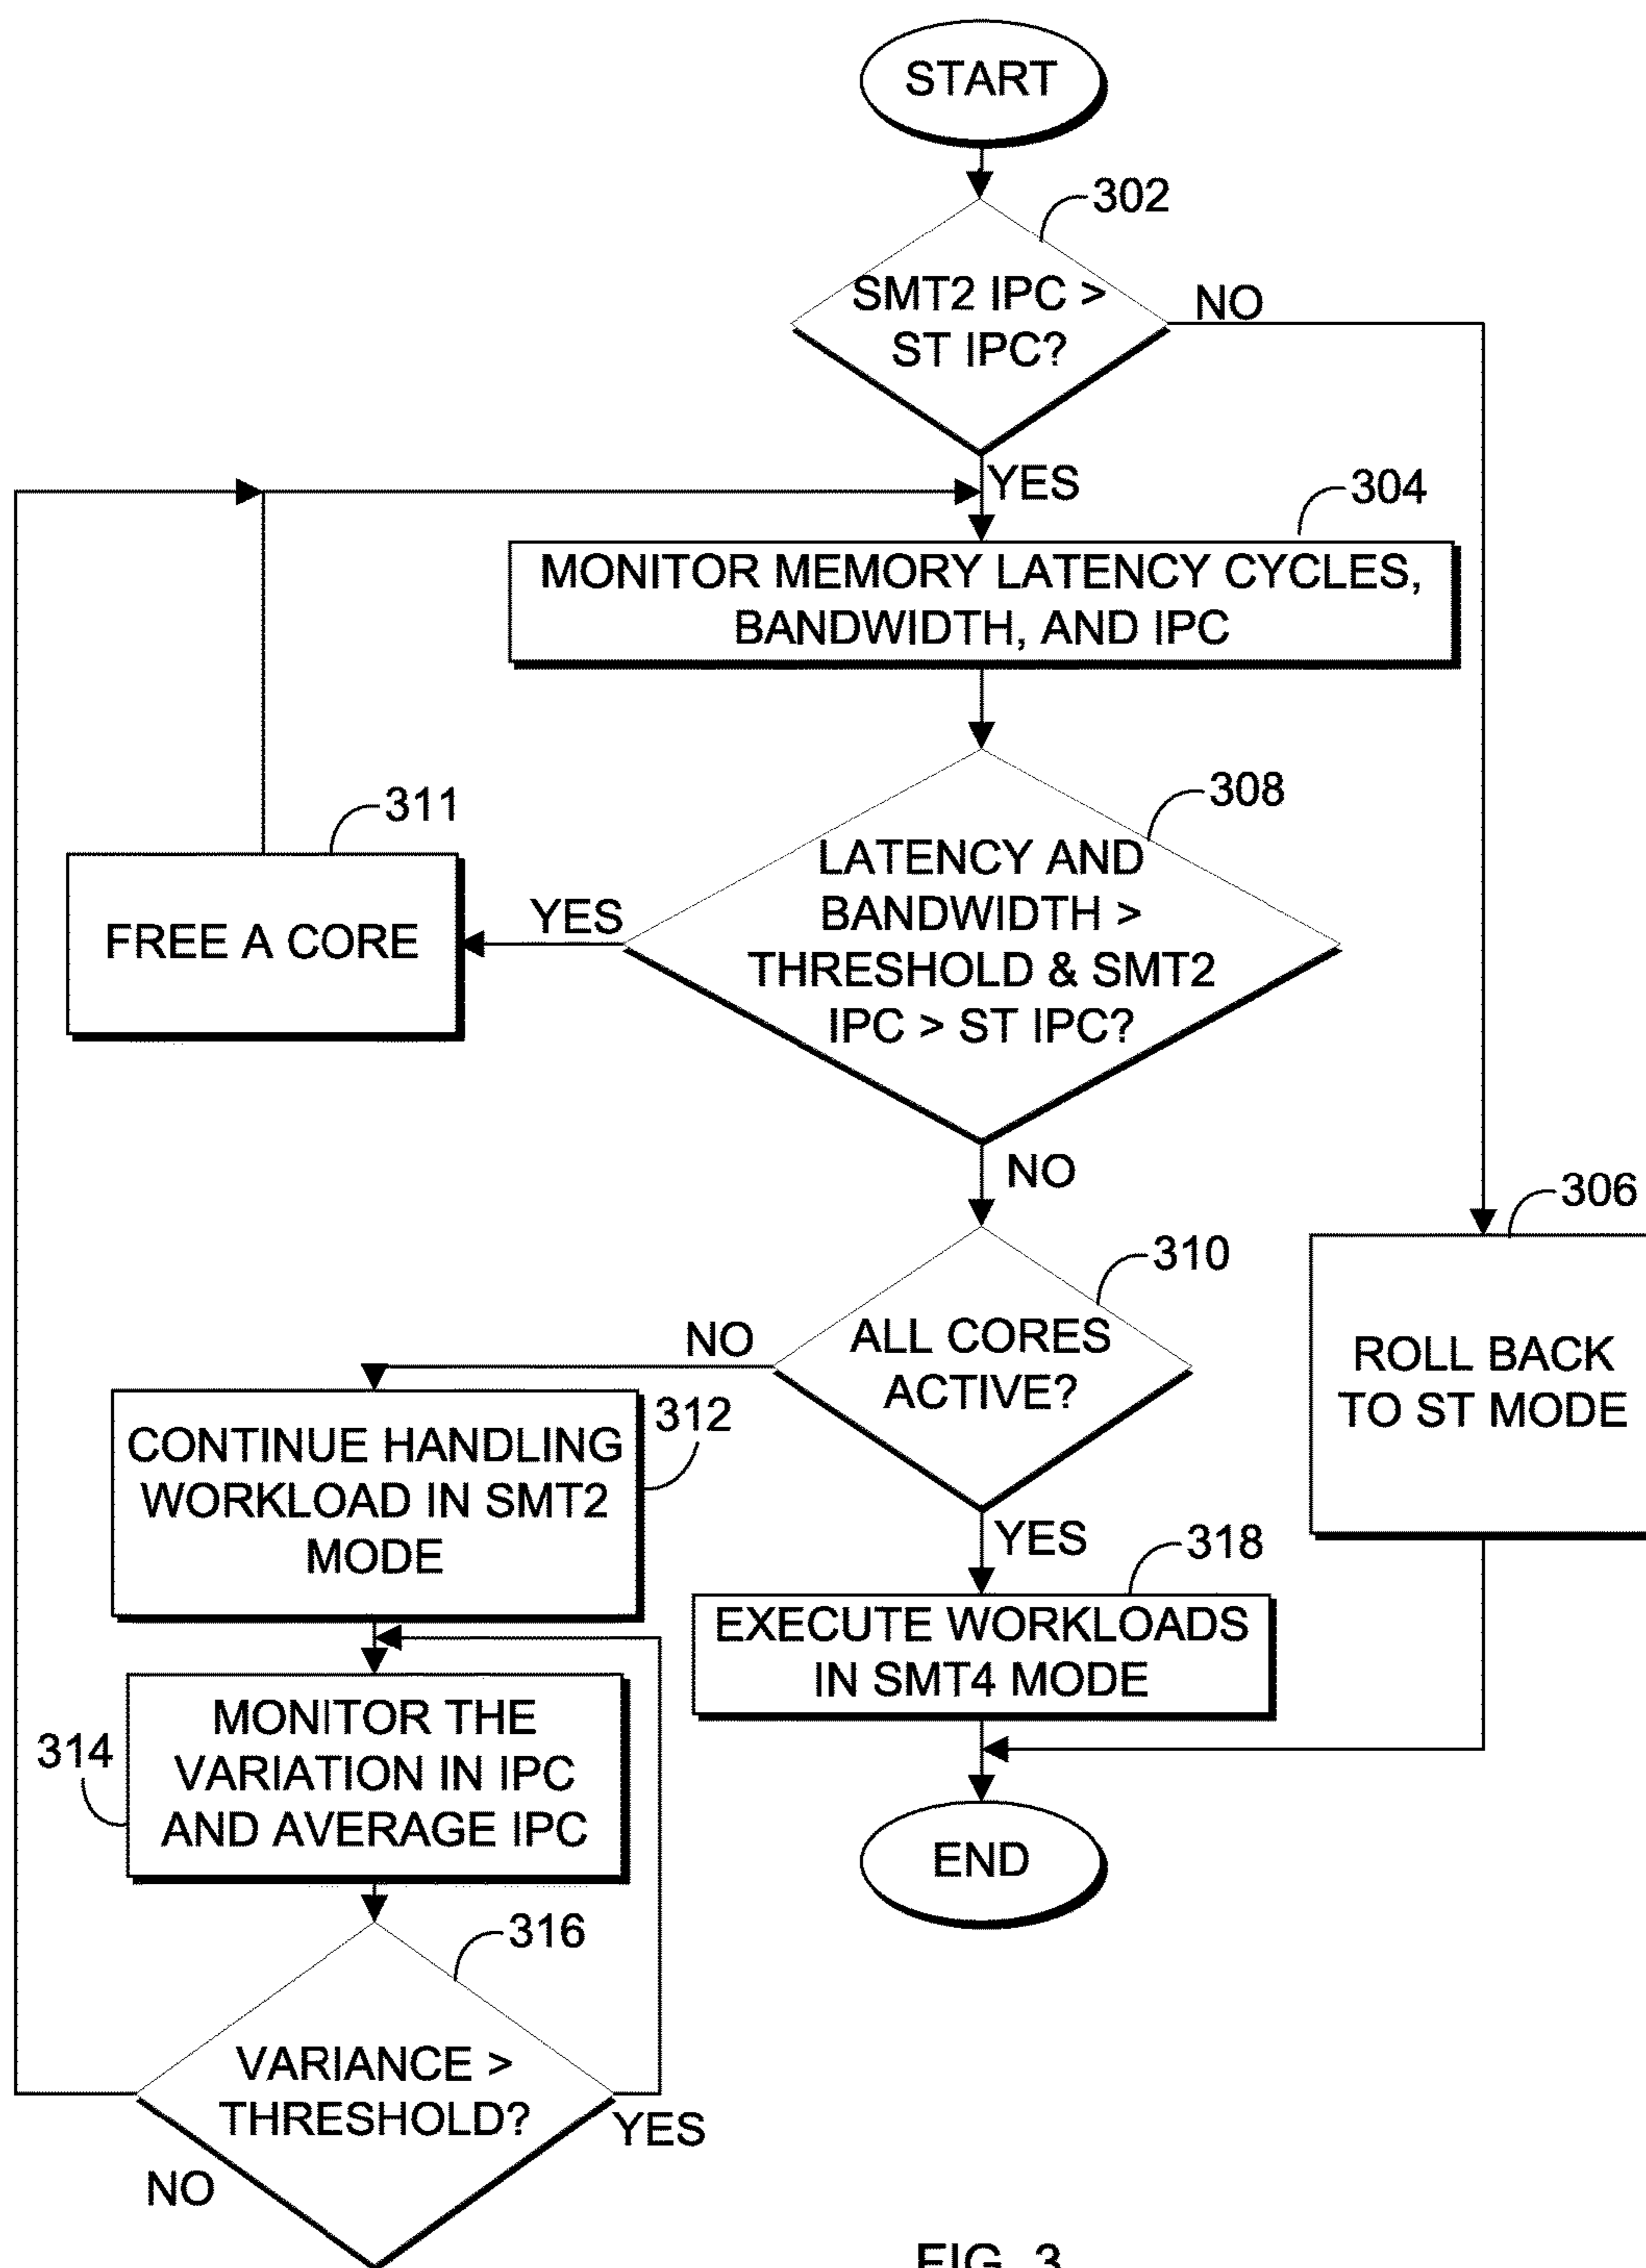 START
302
SMT2 IPC >
ST IPC?
NO
YES
304
MONITOR MEMORY LATENCY CYCLES,
BANDWIDTH, AND IPC
308
LATENCY AND
BANDWIDTH >
THRESHOLD & SMT2
IPC > ST IPC?
YES
311
FREE A CORE
NO
306
ROLL BACK
TO ST MODE
310
ALL CORES
ACTIVE?
NO
312
CONTINUE HANDLING
WORKLOAD IN SMT2
MODE
YES
318
EXECUTE WORKLOADS
IN SMT4 MODE
314
MONITOR THE
VARIATION IN IPC
AND AVERAGE IPC
END
316
VARIANCE >
THRESHOLD?
YES
NO
FIG. 3